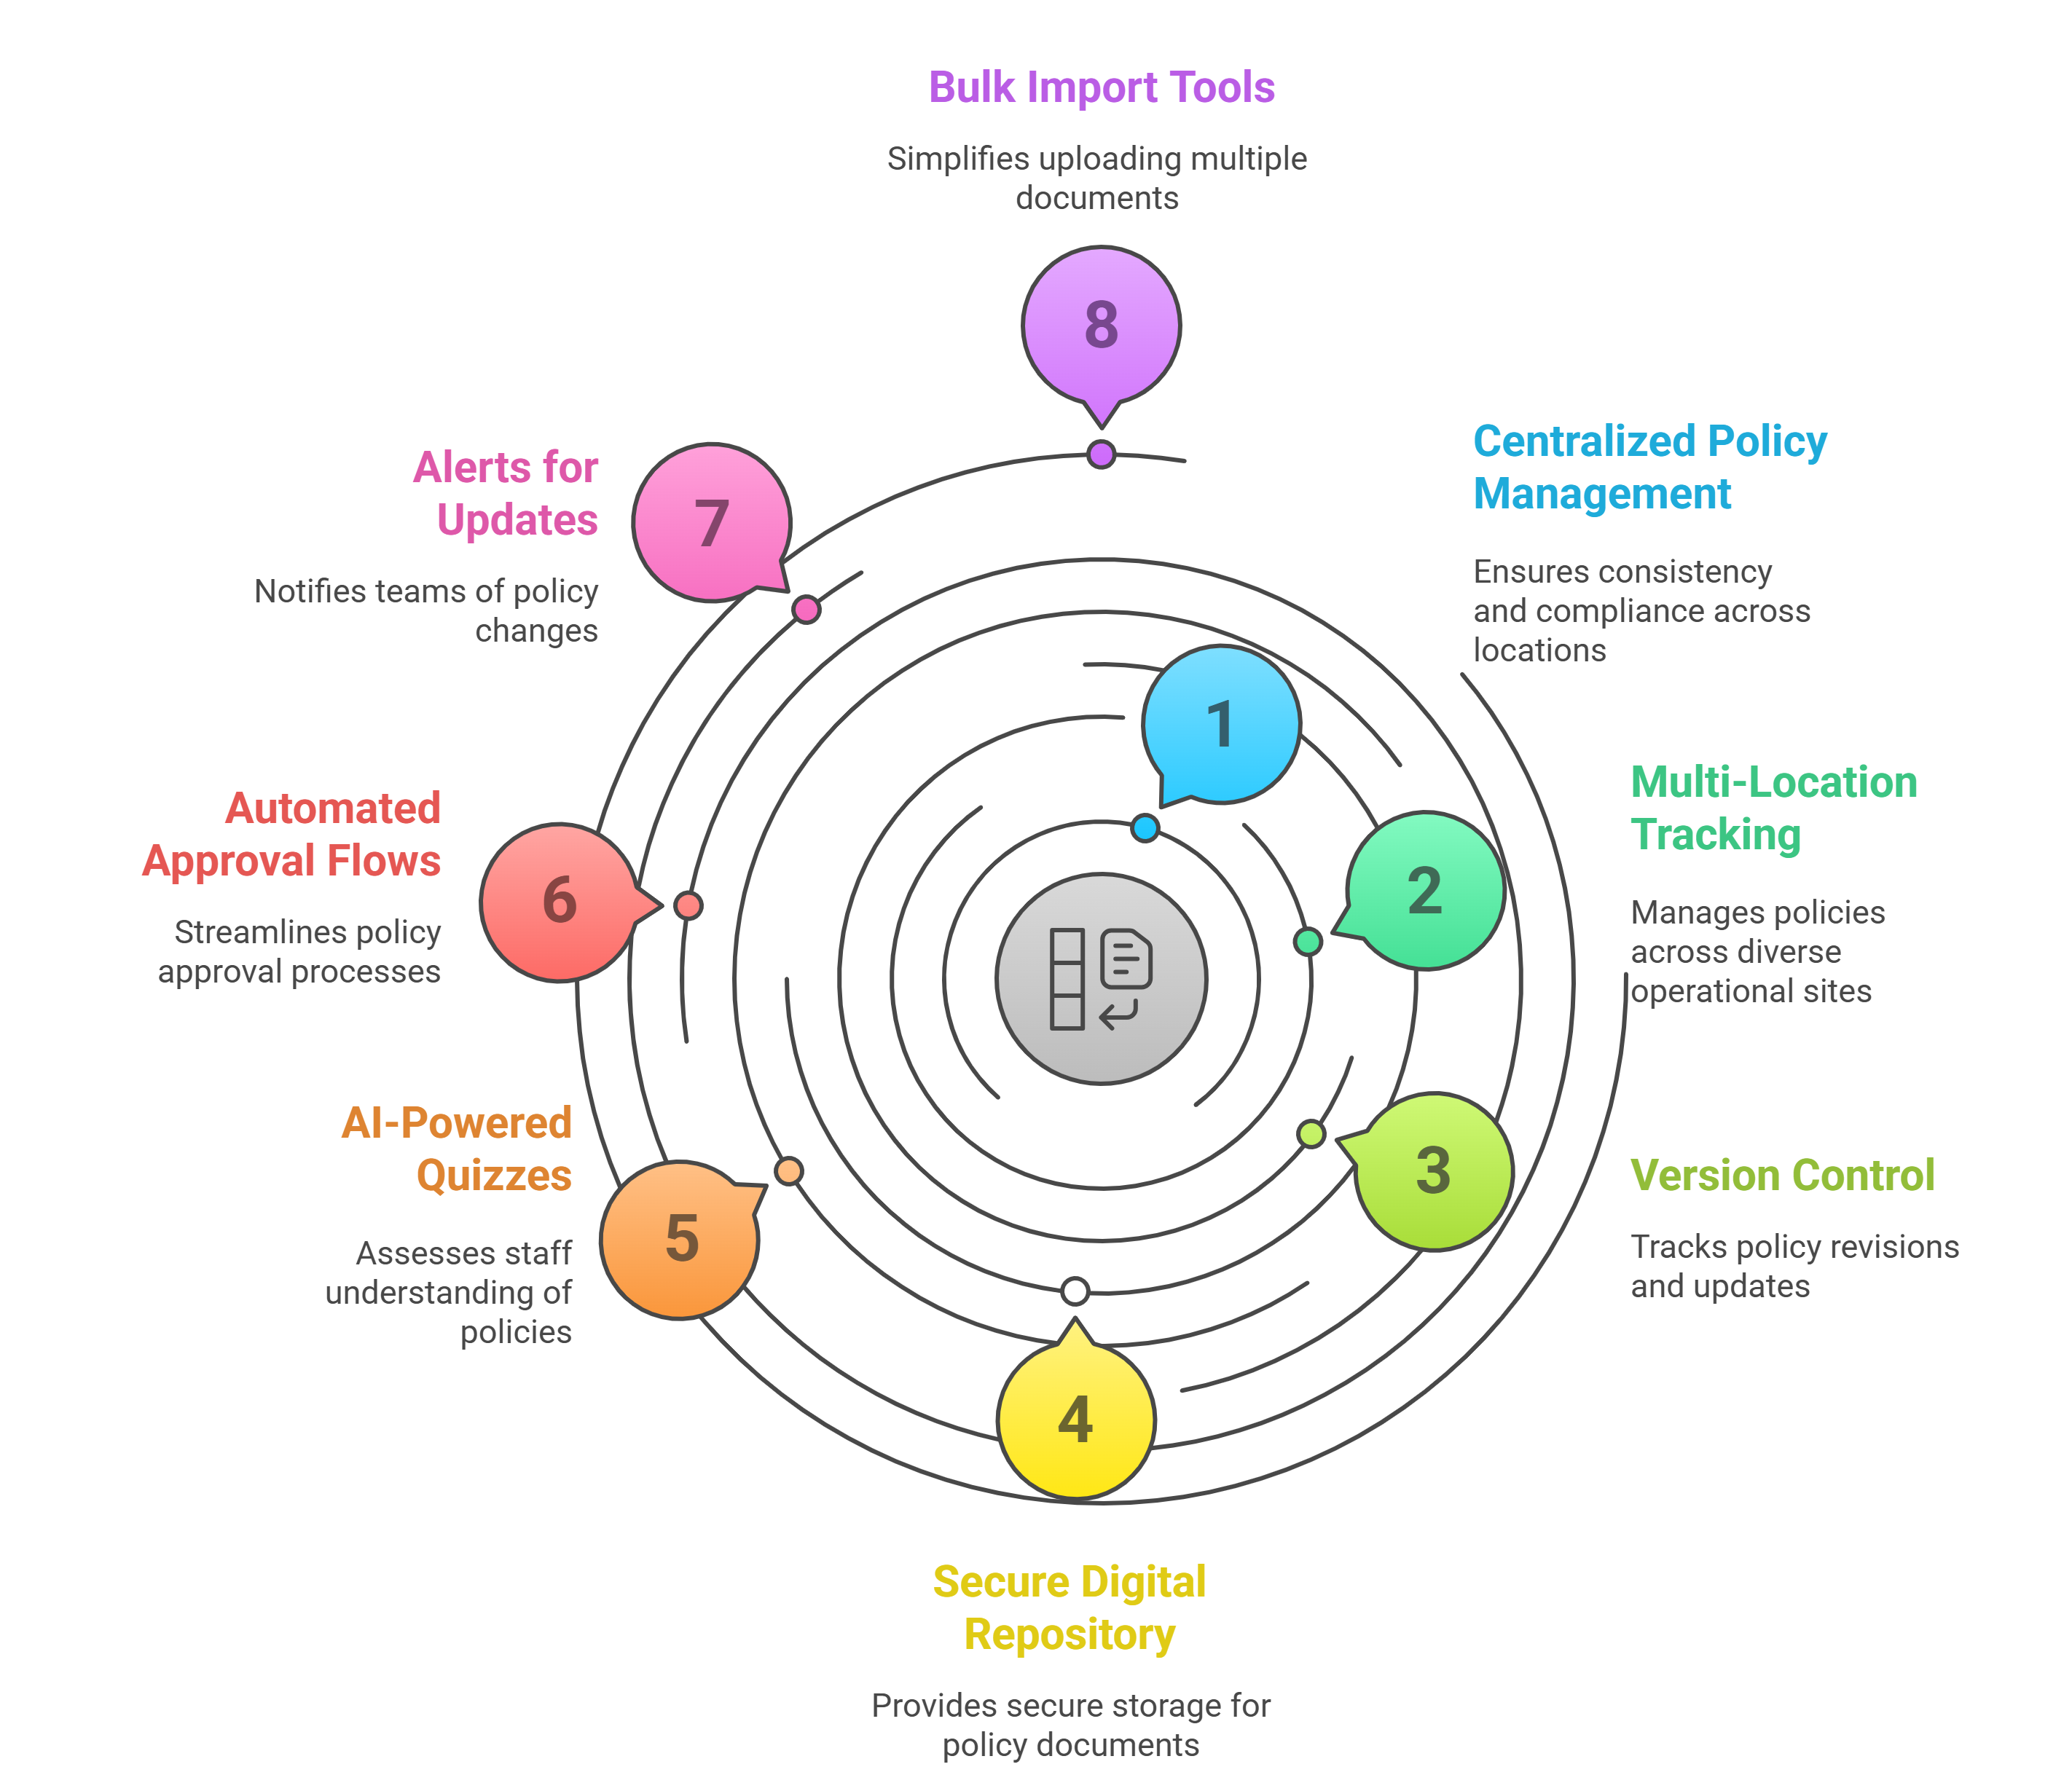 Bulk Import Tools
Simplifies uploading multiple
documents
8
Centralized Policy
Management
Ensures consistency
and compliance across
locations
1
Multi-Location
Tracking
Manages policies
across diverse
operational sites
2
Version Control
Tracks policy revisions
and updates
3
4
Secure Digital
Repository
Provides secure storage for
policy documents
AI-Powered
Quizzes
Assesses staff
understanding of
policies
5
Automated
Approval Flows
Streamlines policy
approval processes
6
Alerts for
Updates
Notifies teams of policy
changes
7